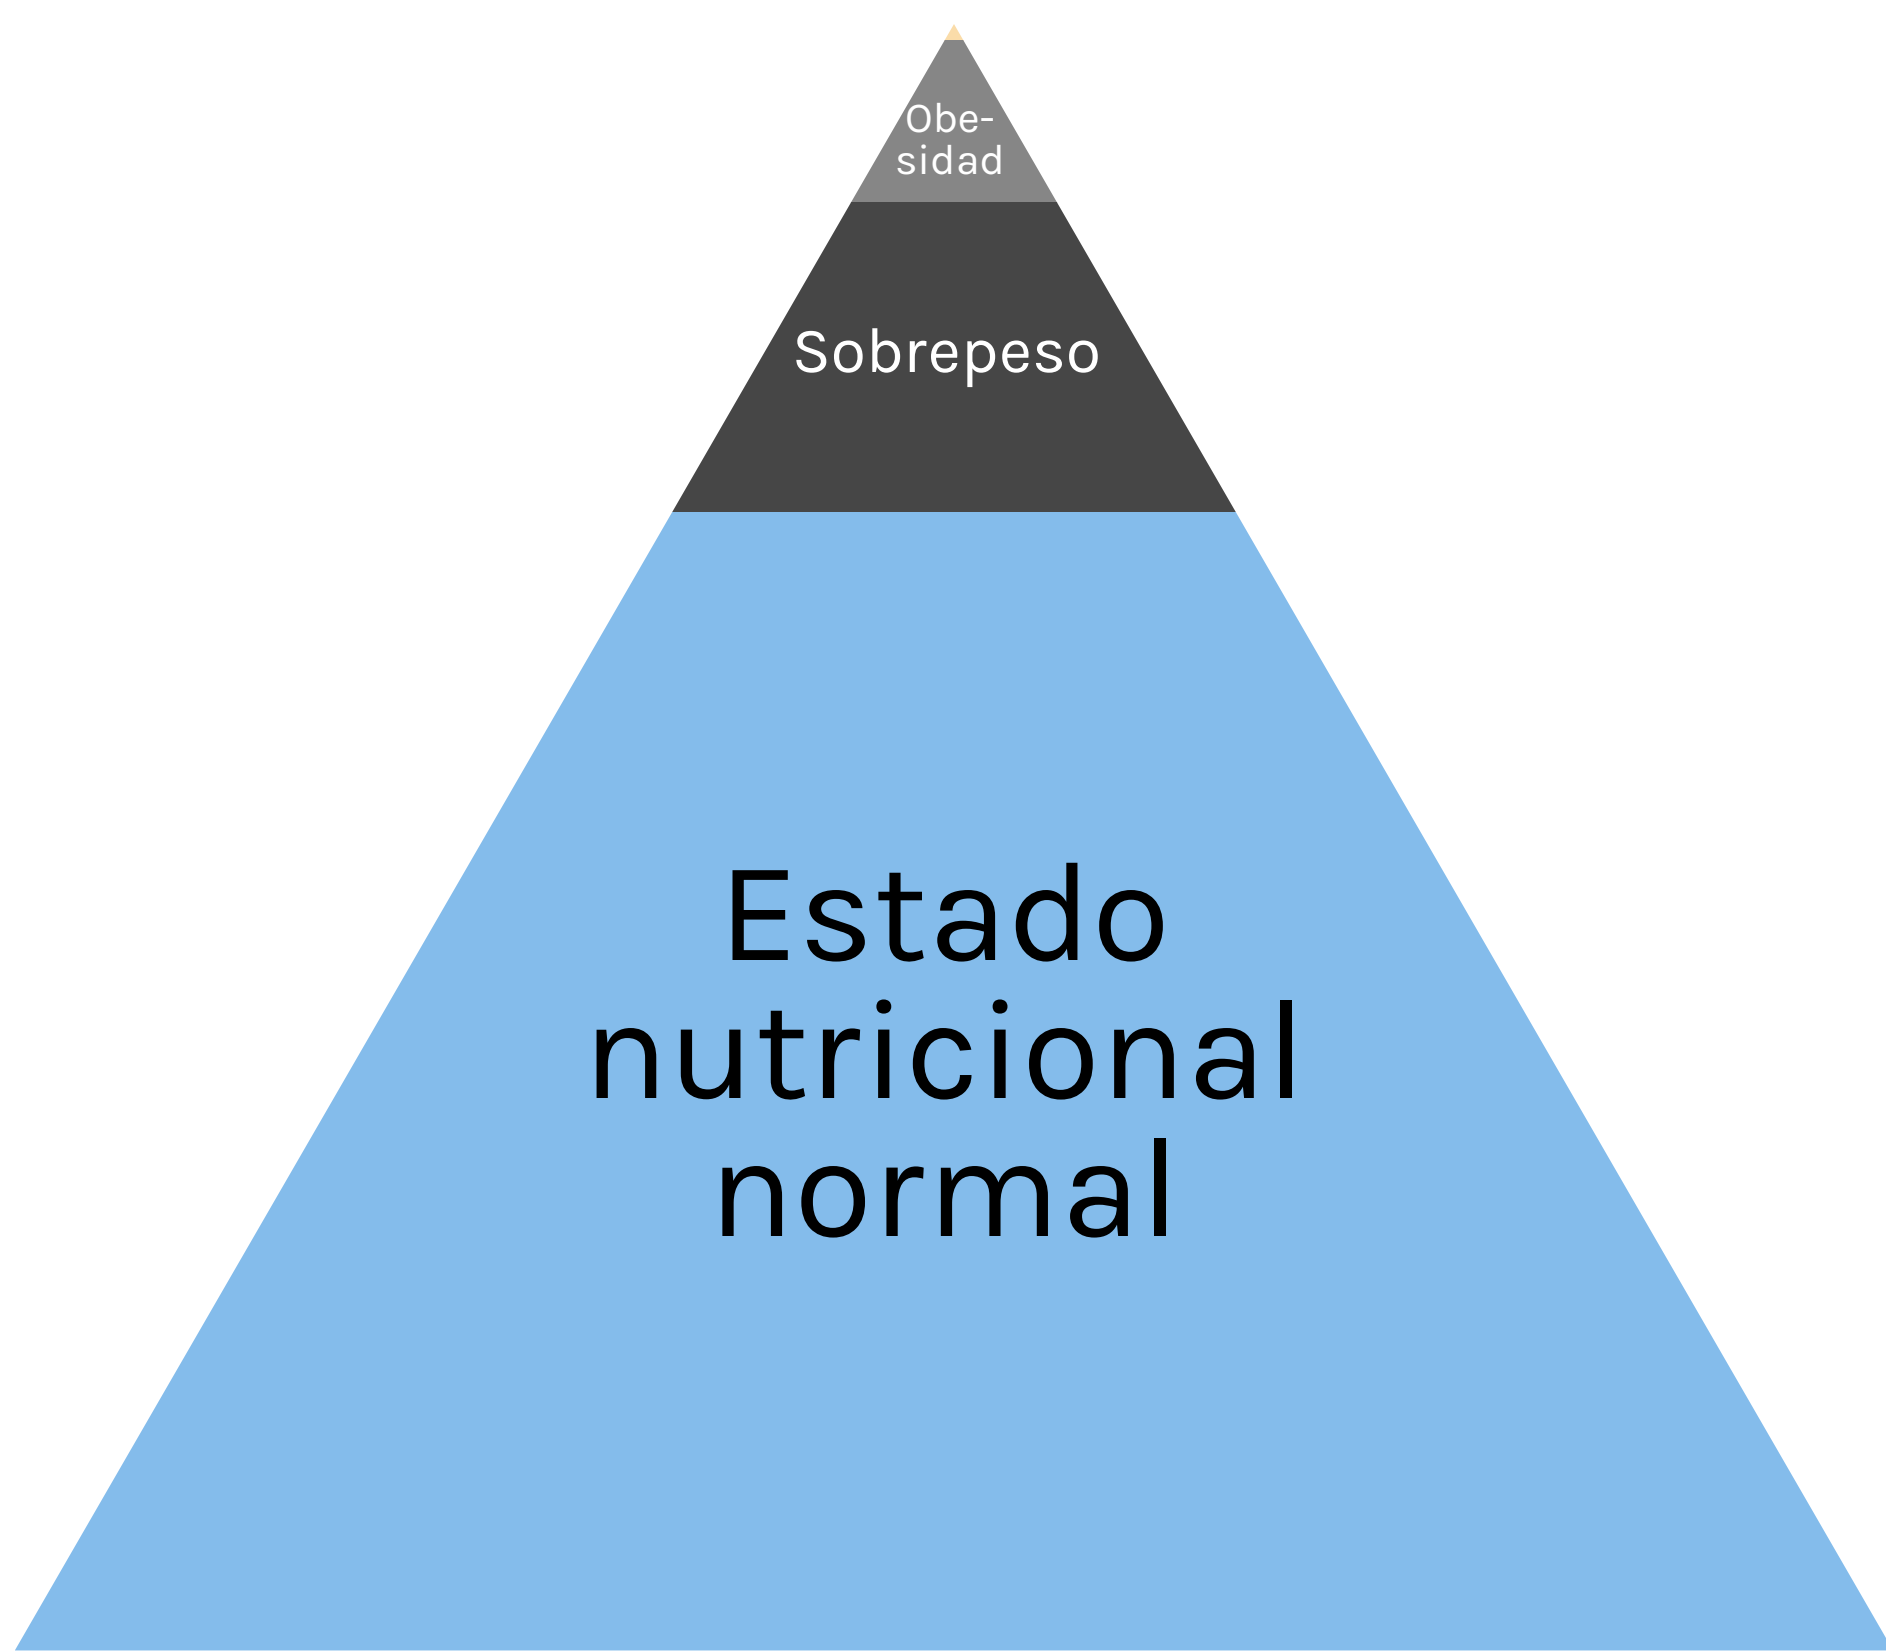 Obe-
sidad
Sobrepeso
Estado
nutricional
normal